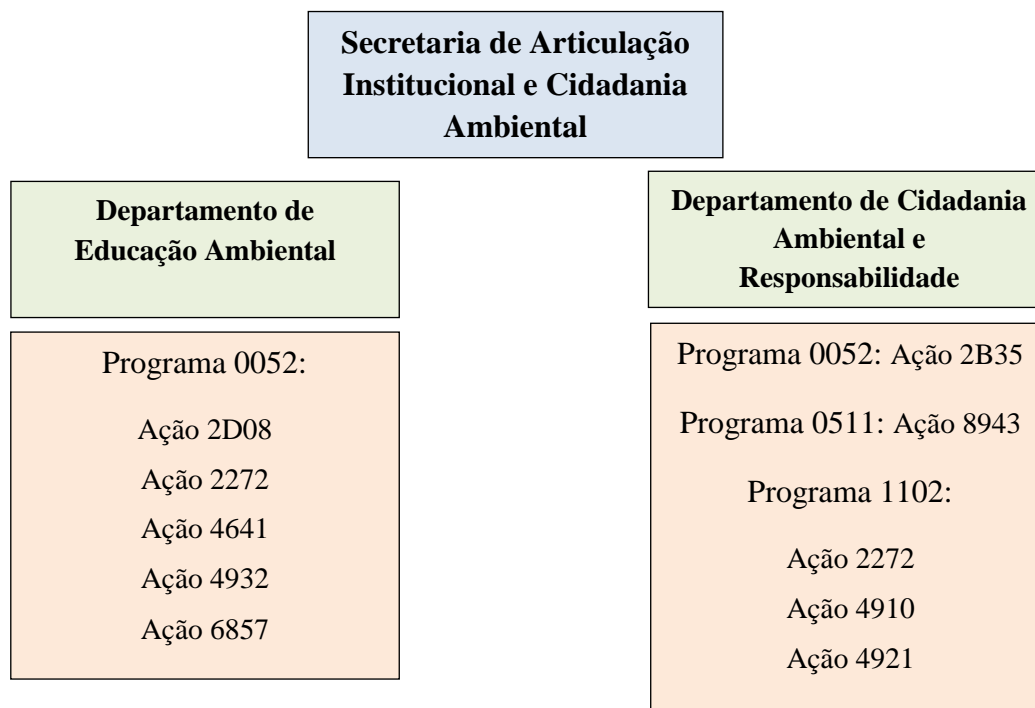 Secretaria de Articulação
Institucional e Cidadania
Ambiental
Departamento de
Educação Ambiental
Programa 0052:
Ação 2D08
Ação 2272
Ação 4641
Ação 4932
Ação 6857
Departamento de Cidadania
Ambiental e
Responsabilidade
Programa 0052: Ação 2B35
Programa 0511: Ação 8943
Programa 1102:
Ação 2272
Ação 4910
Ação 4921